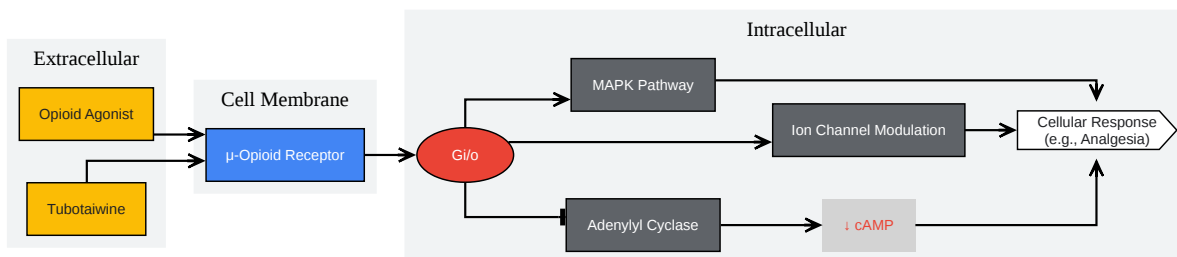 Extracellular
Opioid Agonist
Tubotaiwine
Cell Membrane
μ-Opioid Receptor
Intracellular
Gi/o
MAPK Pathway
Ion Channel Modulation
Adenylyl Cyclase
↓ cAMP
Cellular Response
(e.g., Analgesia)